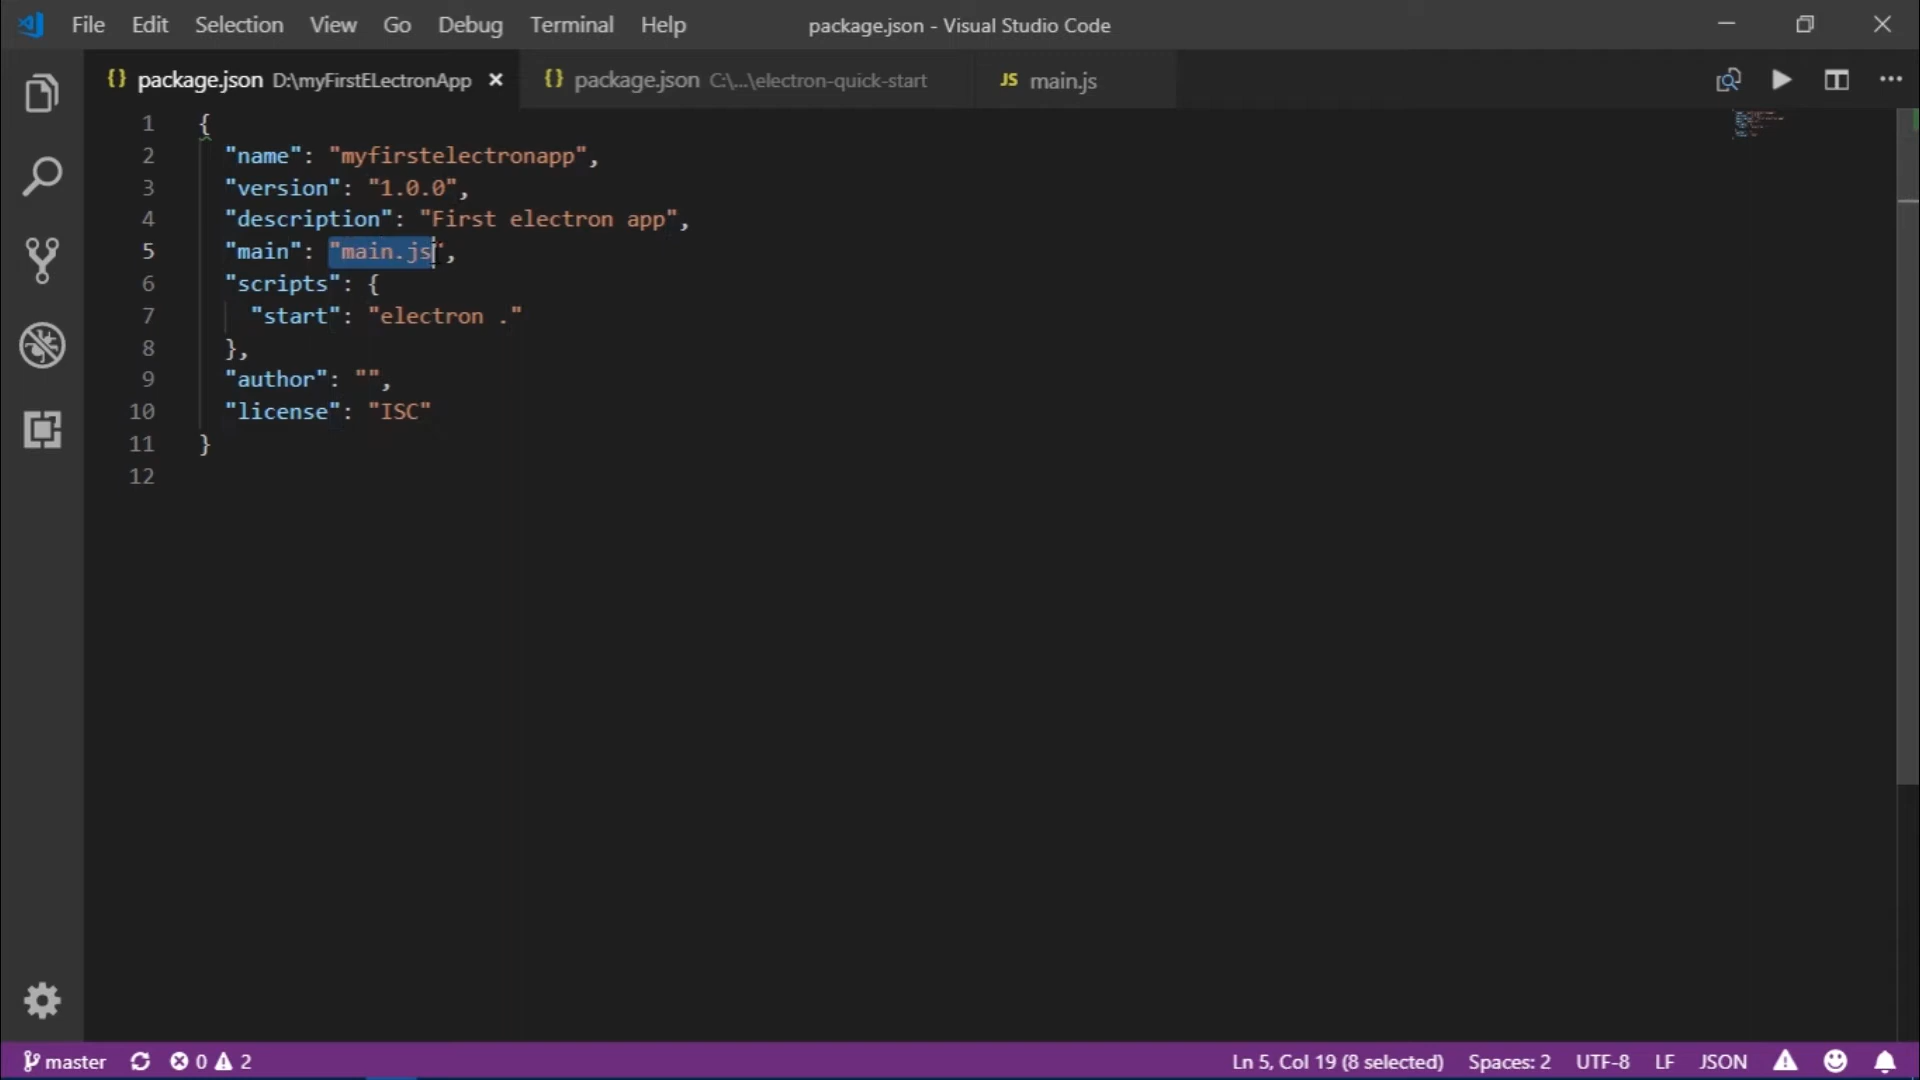 File Edit Selection View Go Debug Terminal Help package.json - Visual Studio Code
{} package.json D:\myFirstELectronApp × {} package.json C:\...\electron-quick-start JS main.js
1 {
2 "name": "myfirstelectronapp",
3 "version": "1.0.0",
4 "description": "First electron app",
5 "main": "main.js",
6 "scripts": {
7 "start": "electron ."
8 },
9 "author": "",
10 "license": "ISC"
11 }
12
master 0 2 Ln 5, Col 19 (8 selected) Spaces: 2 UTF-8 LF JSON